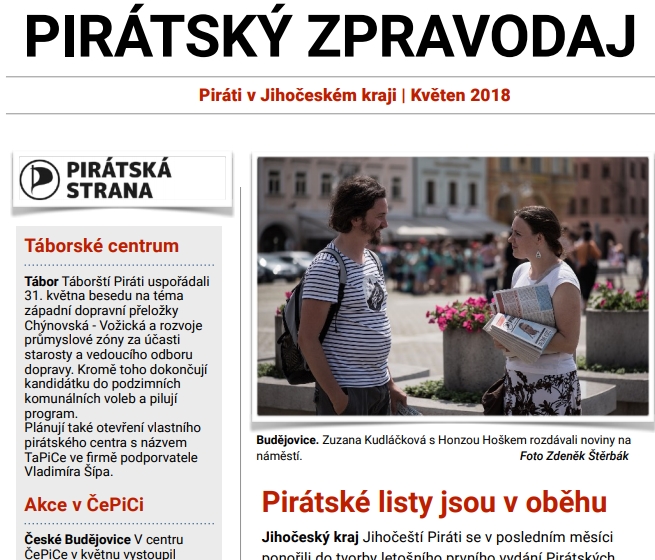 PIRÁTSKÝ ZPRAVODAJ
Piráti v Jihočeském kraji | Květen 2018
PIRÁTSKÁ
STRANA
Táborské centrum
Tábor Táborští Piráti uspořádali
31. května besedu na téma
západní dopravní přeložky
Chýnovská - Vožická a rozvoje
průmyslové zóny za účasti
starosty a vedoucího odboru
dopravy. Kromě toho dokončují
kandidátku do podzimních
komunálních voleb a pilují
program.
Plánují také otevření vlastního
pirátského centra s názvem
TaPiCe ve firmě podporvatele
Vladimíra Šípa.
Akce v ČePiCi
České Budějovice V centru
ČePiCe v květnu vystoupil
Budějovice. Zuzana Kudláčková s Honzou Hoškem rozdávali noviny na
náměstí.
Foto Zdeněk Štěrbák
Pirátské listy jsou v oběhu
Jihočeský kraj Jihočeští Piráti se v posledním měsíci
ponořili do tvorby letošního prvního vydání Pirátských